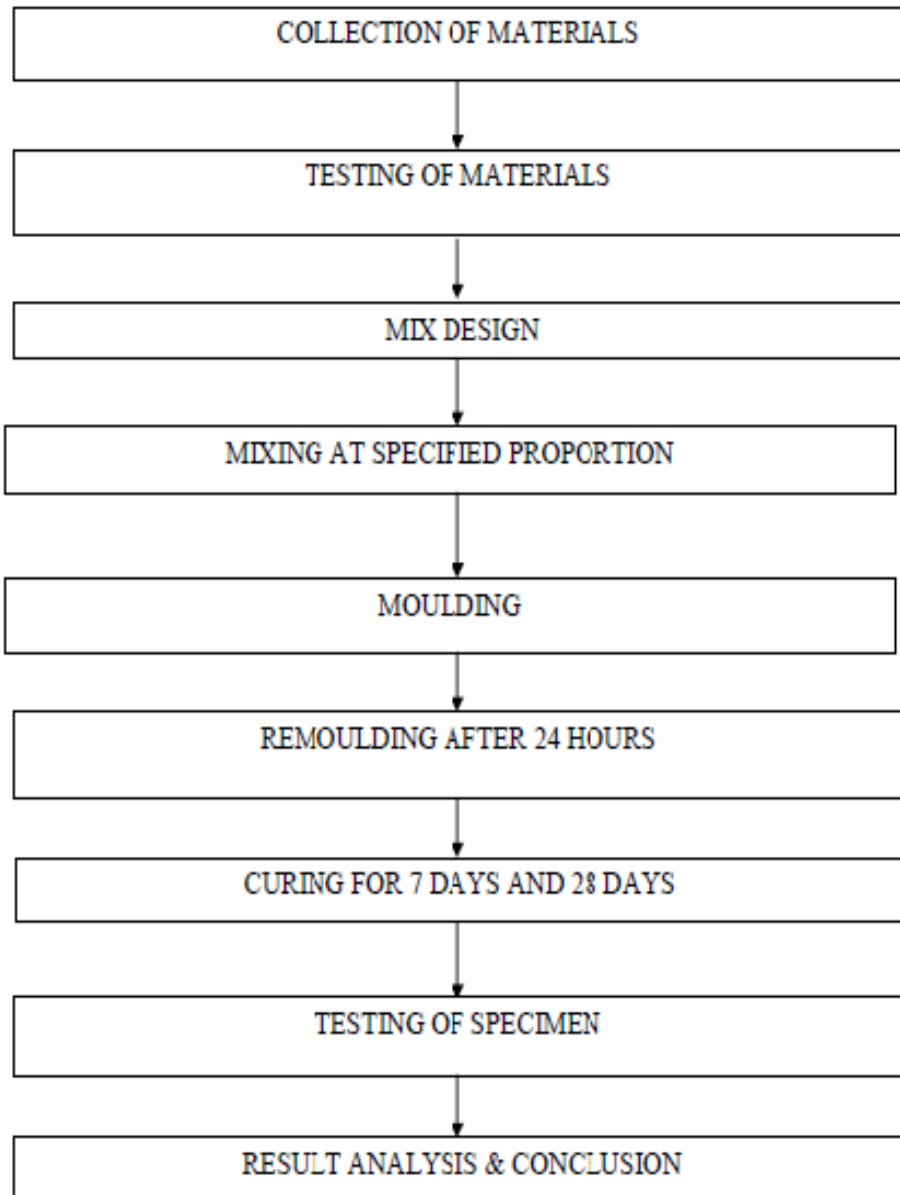 COLLECTION OF MATERIALS
TESTING OF MATERIALS
MIX DESIGN
MIXING AT SPECIFIED PROPORTION
MOULDING
REMOULDING AFTER 24 HOURS
CURING FOR 7 DAYS AND 28 DAYS
TESTING OF SPECIMEN
RESULT ANALYSIS & CONCLUSION